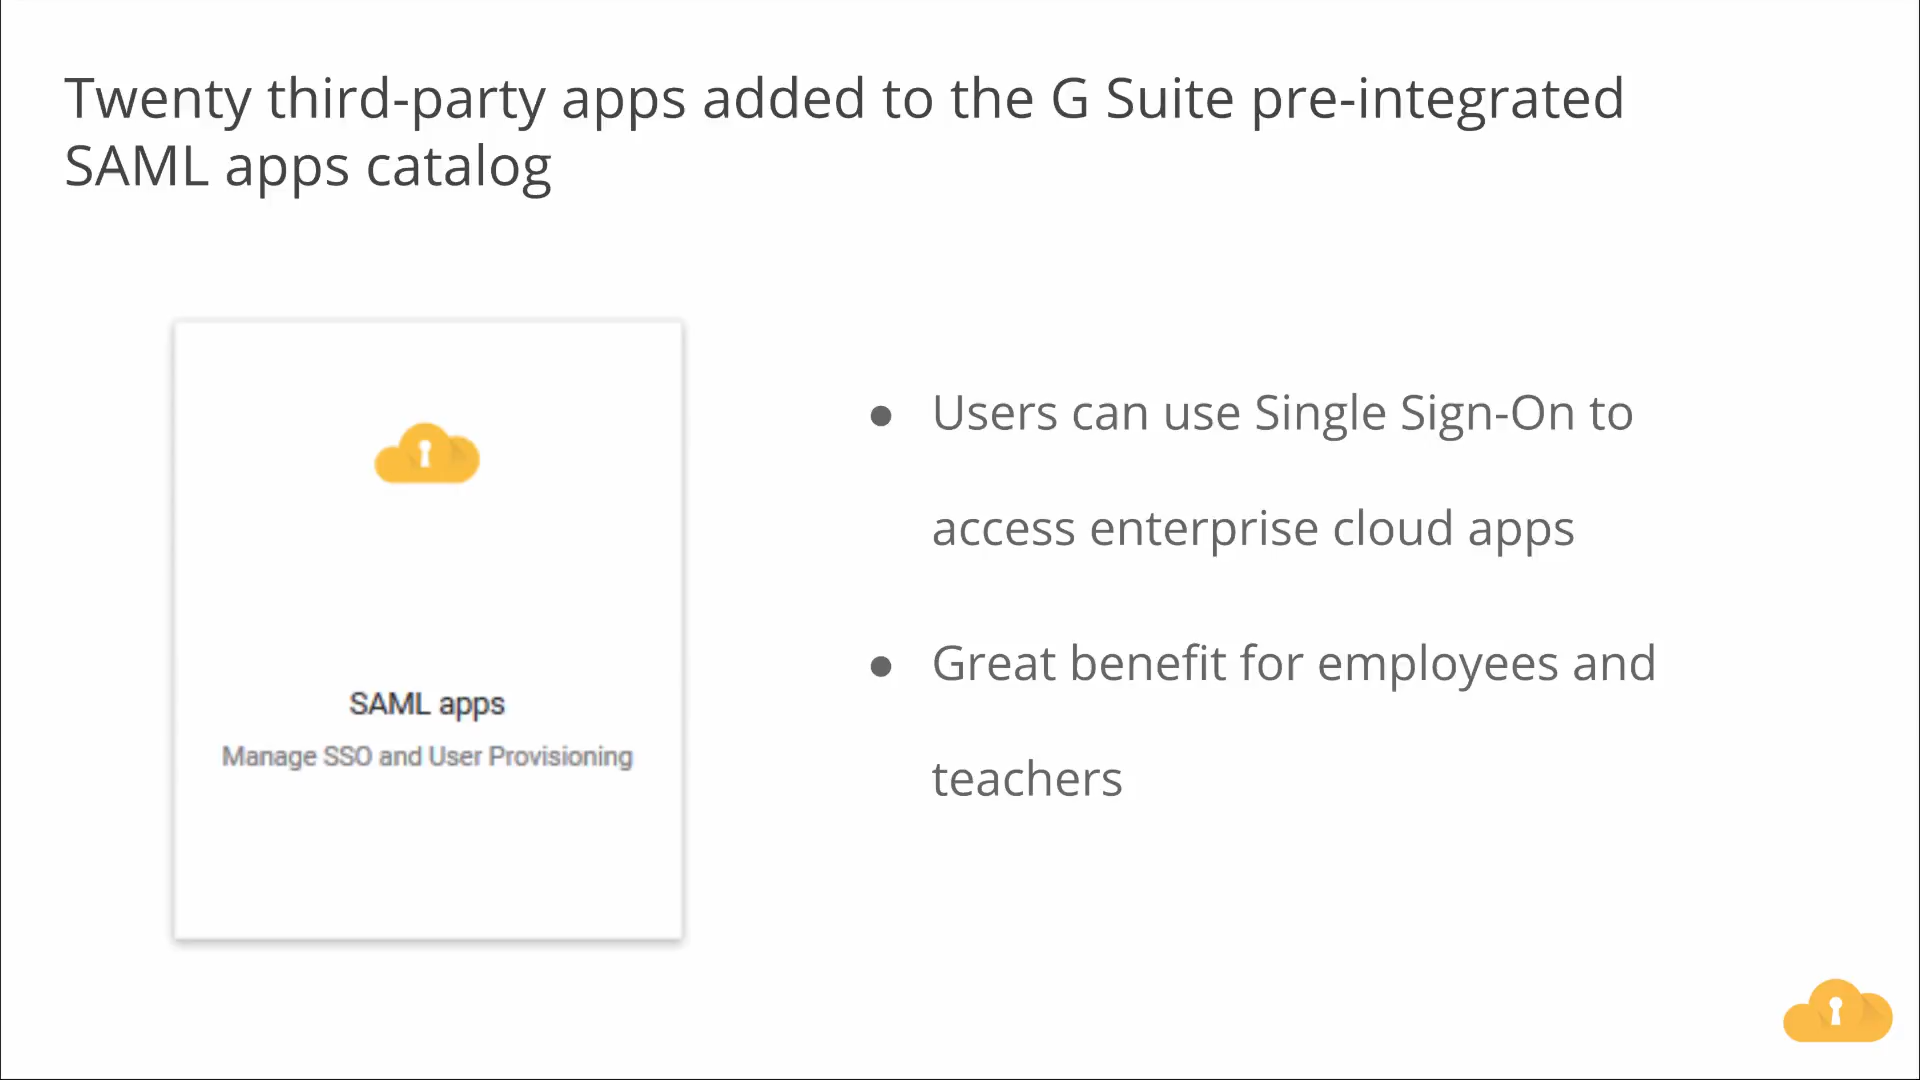 Twenty third-party apps added to the G Suite pre-integrated
SAML apps catalog
SAML apps
Manage SSO and User Provisioning
● Users can use Single Sign-On to
access enterprise cloud apps
● Great benefit for employees and
teachers